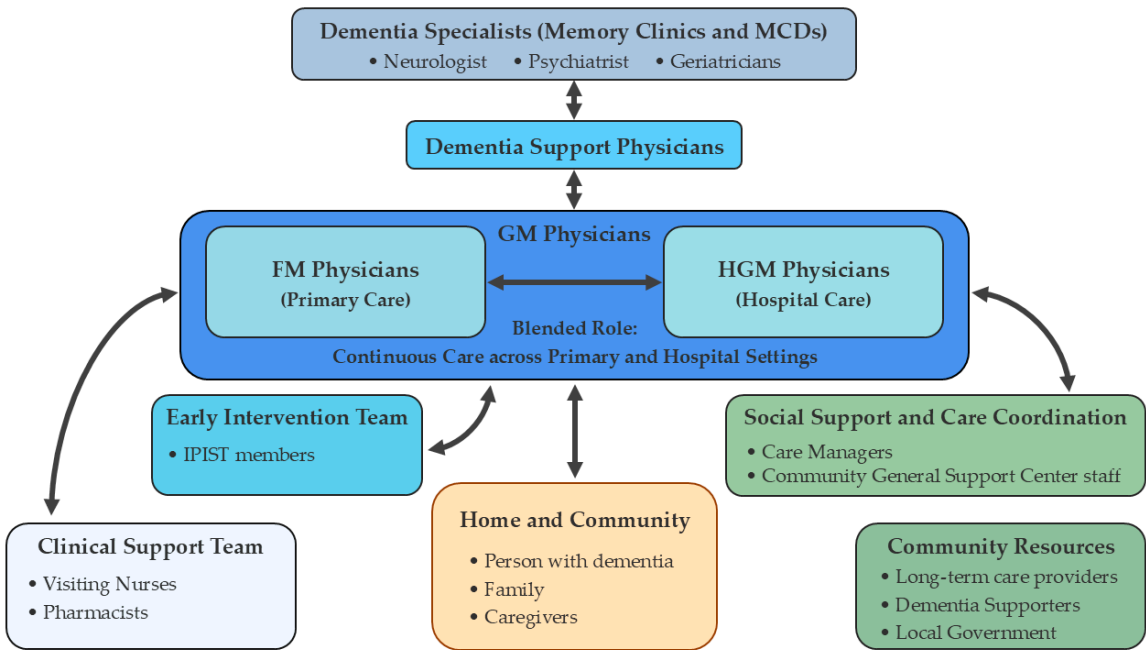 Dementia Specialists (Memory Clinics and MCDs)
• Neurologist • Psychiatrist • Geriatricians
Dementia Support Physicians
GM Physicians
FM Physicians
(Primary Care)
HGM Physicians
(Hospital Care)
Blended Role:
Continuous Care across Primary and Hospital Settings
Early Intervention Team
• IPIST members
Social Support and Care Coordination
• Care Managers
• Community General Support Center staff
Clinical Support Team
• Visiting Nurses
• Pharmacists
Home and Community
• Person with dementia
• Family
• Caregivers
Community Resources
• Long-term care providers
• Dementia Supporters
• Local Government